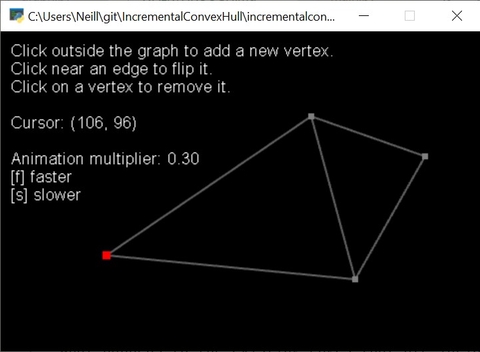 C:\Users\Neill\git\IncrementalConvexHull\incrementalcon...
Click outside the graph to add a new vertex.
Click near an edge to flip it.
Click on a vertex to remove it.
Cursor: (106, 96)
Animation multiplier: 0.30
[f] faster
[s] slower